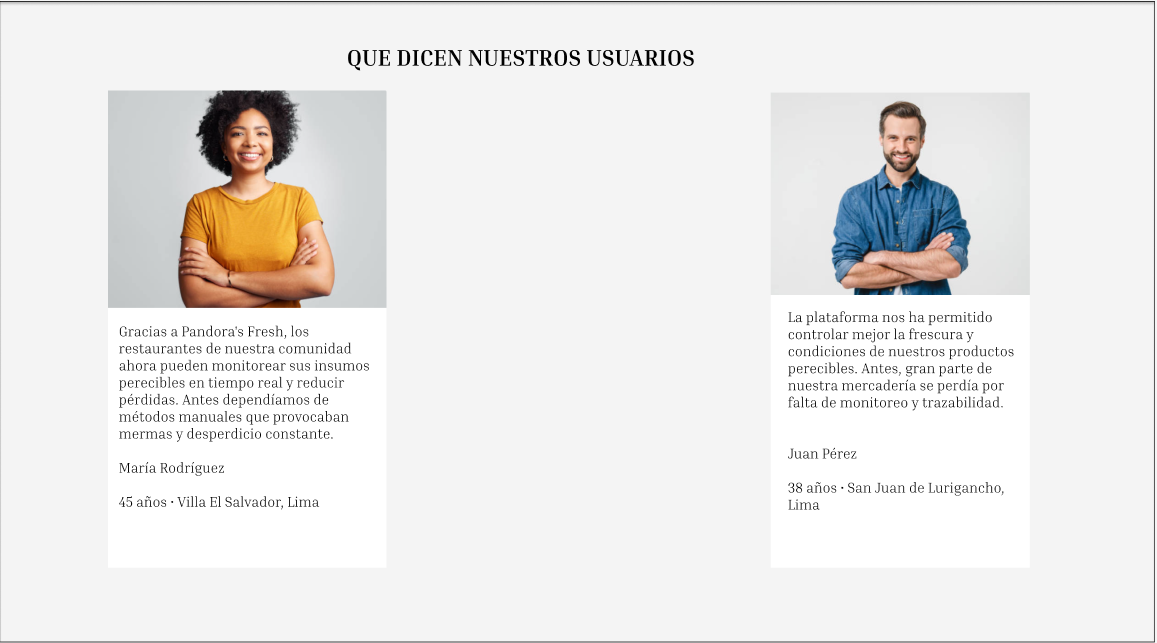 QUE DICEN NUESTROS USUARIOS
Gracias a Pandora's Fresh, los
restaurantes de nuestra comunidad
ahora pueden monitorear sus insumos
perecibles en tiempo real y reducir
pérdidas. Antes dependíamos de
métodos manuales que provocaban
mermas y desperdicio constante.
María Rodríguez
45 años · Villa El Salvador, Lima
La plataforma nos ha permitido
controlar mejor la frescura y
condiciones de nuestros productos
perecibles. Antes, gran parte de
nuestra mercadería se perdía por
falta de monitoreo y trazabilidad.
Juan Pérez
38 años · San Juan de Lurigancho,
Lima